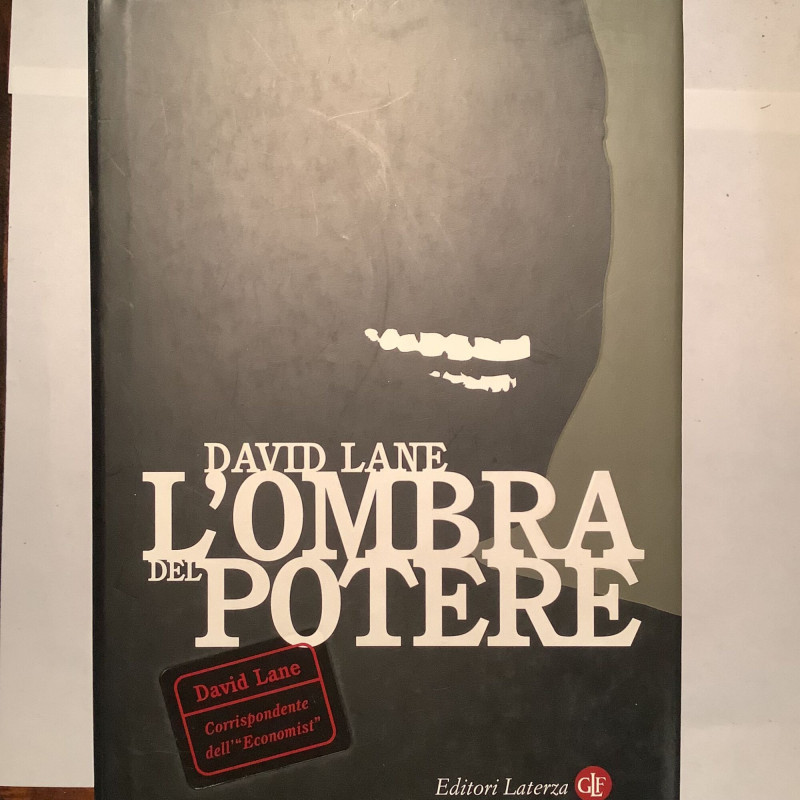 DAVID LANE
L'OMBRA
DEL POTERE
David Lane
Corrispondente
dell'“Economist”
Editori Laterza GLF